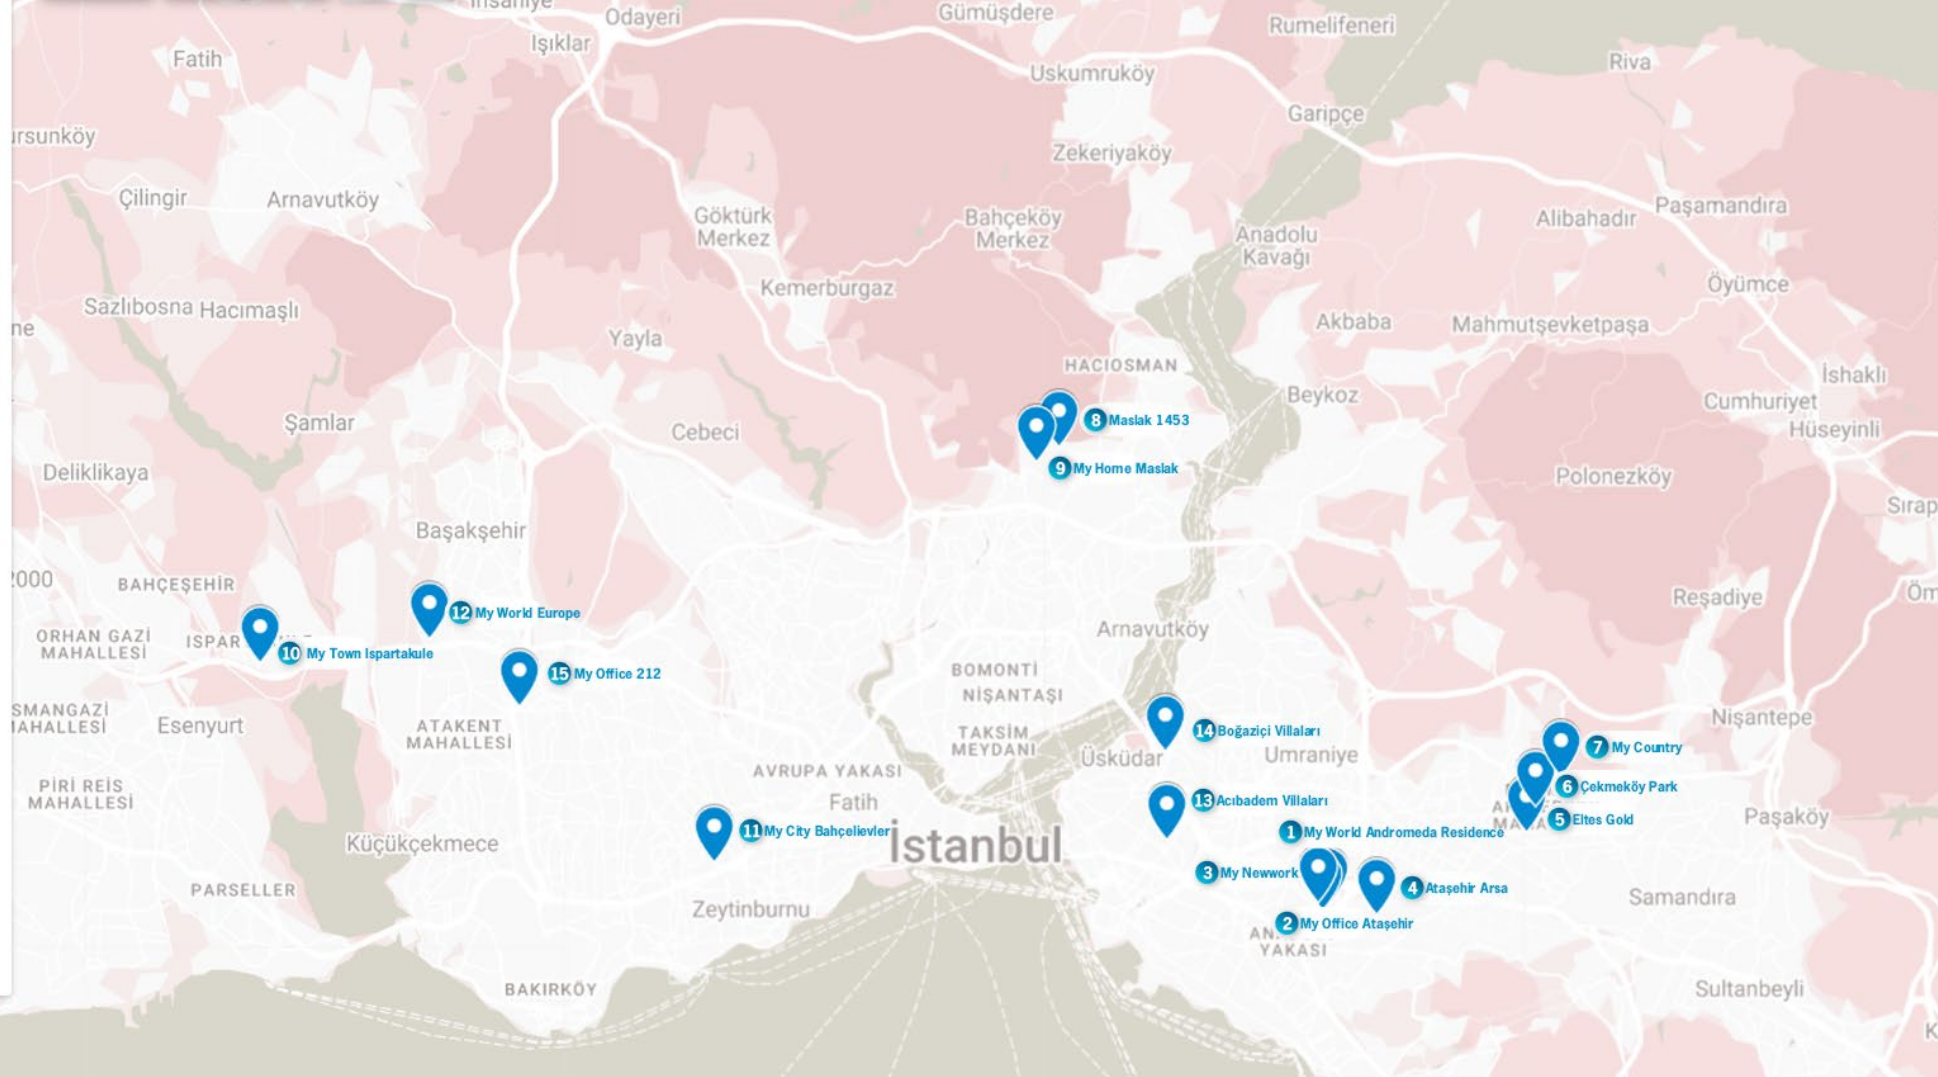 Odayeri
Gümüşdere
Rumelifeneri
Işıklar
Fatih
Riva
Uskumruköy
Garipçe
Zekeriyaköy
Çilingir
Arnavutköy
Göktürk
Merkez
Bahçeköy
Merkez
Anadolu
Kavağı
Alibahadır
Paşamandıra
Kemerburgaz
Öyümce
Sazlıbosna
Hacımaşlı
Yayla
Akbaba
Mahmutşevketpaşa
HACIOSMAN
İshaklı
Beykoz
Cumhuriyet
Hüseyinli
Şamlar
Cebeci
8 Maslak 1453
9 My Home Maslak
Deliklikaya
Polonezköy
Başakşehir
BAHÇEŞEHİR
Reşadiye
12 My World Europe
Arnavutköy
ORHAN GAZİ
MAHALLESİ
10 My Town Ispartakule
15 My Office 212
BOMONTİ
NİŞANTAŞI
Esenyurt
ATAKENT
MAHALLESİ
TAKSİM
MEYDANI
14 Boğaziçi Villaları
Nişantepe
Üsküdar
Umraniye
7 My Country
AVRUPA YAKASI
6 Çekmeköy Park
PİRİ REİS
MAHALLESİ
Fatih
13 Acıbadem Villaları
5 Eltes Gold
Paşaköy
11 My City Bahçelievler
İstanbul
1 My World Andromeda Residence
Küçükçekmece
3 My Newwork
4 Ataşehir Arsa
PARSELLER
Samandıra
Zeytinburnu
2 My Office Ataşehir
YAKASI
BAKIRKÖY
Sultanbeyli